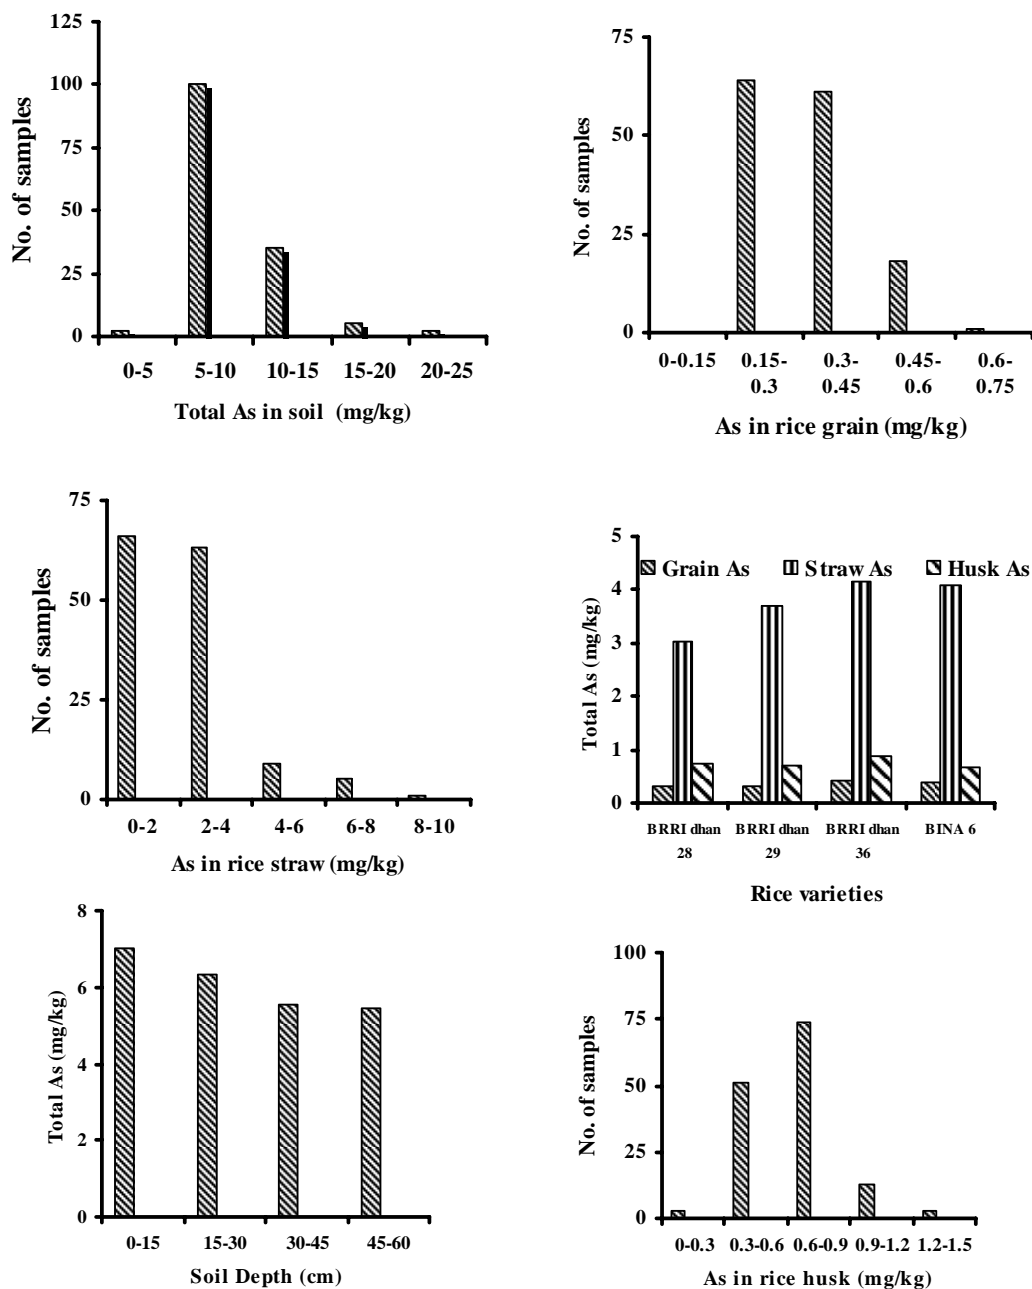 125
100
75
50
25
0
No. of samples
0-5 5-10 10-15 15-20 20-25
Total As in soil (mg/kg)
75
50
25
0
No. of samples
0-0.15 0.15- 0.3- 0.45- 0.6-
0.3 0.45 0.6 0.75
As in rice grain (mg/kg)
75
50
25
0
No. of samples
0-2 2-4 4-6 6-8 8-10
As in rice straw (mg/kg)
5
4
3
2
1
0
Total As (mg/kg)
Grain As Straw As Husk As
BRRI dhan BRRI dhan BRRI dhan BINA 6
28 29 36
Rice varieties
8
6
4
2
0
Total As (mg/kg)
0-15 15-30 30-45 45-60
Soil Depth (cm)
100
75
50
25
0
No. of samples
0-0.3 0.3-0.6 0.6-0.9 0.9-1.2 1.2-1.5
As in rice husk (mg/kg)